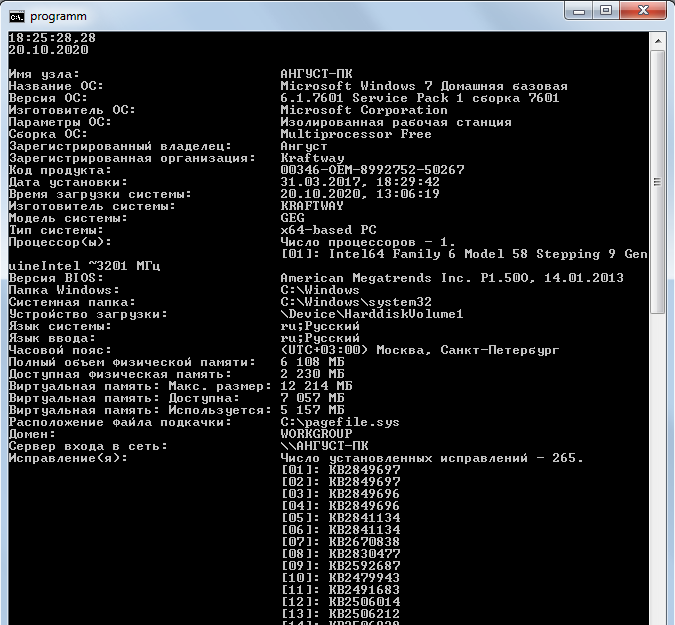 programm
18:25:28,28
20.10.2020
Имя узла: АНГУСТ-ПК
Название ОС: Microsoft Windows 7 Домашняя базовая
Версия ОС: 6.1.7601 Service Pack 1 сборка 7601
Изготовитель ОС: Microsoft Corporation
Параметры ОС: Изолированная рабочая станция
Сборка ОС: Multiprocessor Free
Зарегистрированный владелец: Ангуст
Зарегистрированная организация: Kraftway
Код продукта: 00346-OEM-8992752-50267
Дата установки: 31.03.2017, 18:29:42
Время загрузки системы: 20.10.2020, 13:06:19
Изготовитель системы: KRAFTWAY
Модель системы: GEG
Тип системы: x64-based PC
Процессор(ы): Число процессоров - 1.
[01]: Intel64 Family 6 Model 58 Stepping 9 Gen
uineIntel ~3201 МГц
Версия BIOS: American Megatrends Inc. P1.50O, 14.01.2013
Папка Windows: C:\Windows
Системная папка: C:\Windows\system32
Устройство загрузки: \Device\HarddiskVolume1
Язык системы: ru;Русский
Язык ввода: ru;Русский
Часовой пояс: (UTC+03:00) Москва, Санкт-Петербург
Полный объем физической памяти: 6 108 МБ
Доступная физическая память: 2 230 МБ
Виртуальная память: Макс. размер: 12 214 МБ
Виртуальная память: Доступна: 7 057 МБ
Виртуальная память: Используется: 5 157 МБ
Расположение файла подкачки: C:\pagefile.sys
Домен: WORKGROUP
Сервер входа в сеть: \\АНГУСТ-ПК
Исправление(я): Число установленных исправлений - 265.
[01]: KB2849697
[02]: KB2849697
[03]: KB2849696
[04]: KB2849696
[05]: KB2841134
[06]: KB2841134
[07]: KB2670838
[08]: KB2830477
[09]: KB2592687
[10]: KB2479943
[11]: KB2491683
[12]: KB2506014
[13]: KB2506212